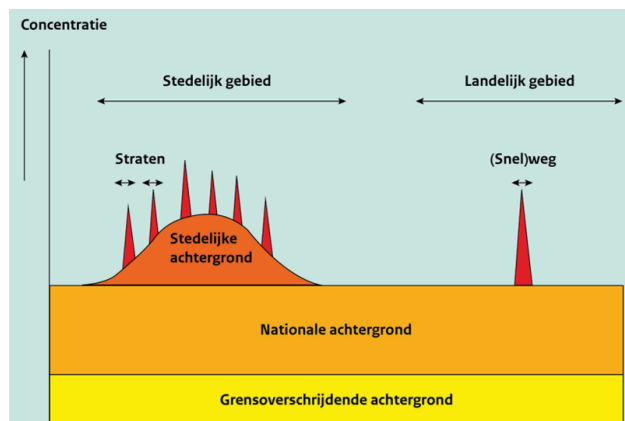 Concentratie
Stedelijk gebied
Landelijk gebied
Straten
(Snel)weg
Stedelijke
achtergrond
Nationale achtergrond
Grensoverschrijdende achtergrond